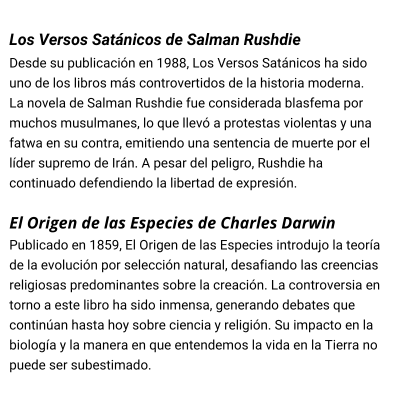 Los Versos Satánicos de Salman Rushdie
Desde su publicación en 1988, Los Versos Satánicos ha sido
uno de los libros más controvertidos de la historia moderna.
La novela de Salman Rushdie fue considerada blasfema por
muchos musulmanes, lo que llevó a protestas violentas y una
fatwa en su contra, emitiendo una sentencia de muerte por el
líder supremo de Irán. A pesar del peligro, Rushdie ha
continuado defendiendo la libertad de expresión.
El Origen de las Especies de Charles Darwin
Publicado en 1859, El Origen de las Especies introdujo la teoría
de la evolución por selección natural, desafiando las creencias
religiosas predominantes sobre la creación. La controversia en
torno a este libro ha sido inmensa, generando debates que
continúan hasta hoy sobre ciencia y religión. Su impacto en la
biología y la manera en que entendemos la vida en la Tierra no
puede ser subestimado.